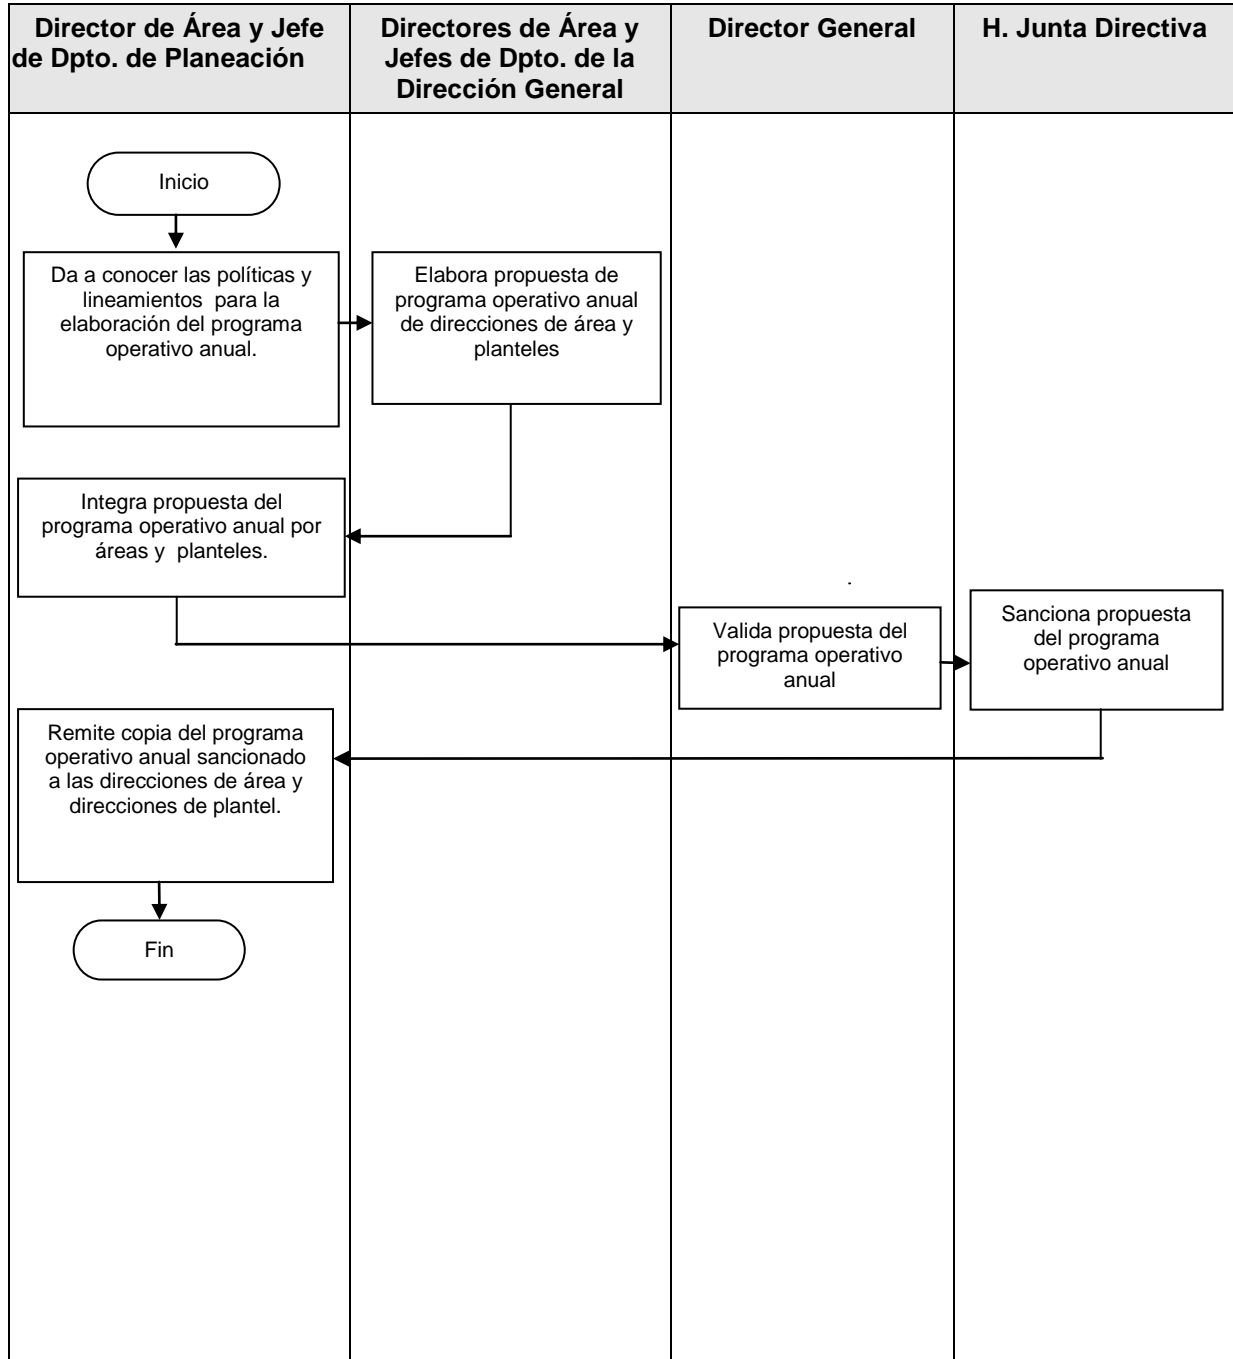 Director de Área y Jefe
de Dpto. de Planeación
Directores de Área y
Jefes de Dpto. de la
Dirección General
Director General
H. Junta Directiva
Inicio
Da a conocer las políticas y
lineamientos para la
elaboración del programa
operativo anual.
Elabora propuesta de
programa operativo anual
de direcciones de área y
planteles
Integra propuesta del
programa operativo anual por
áreas y planteles.
.
Valida propuesta del
programa operativo
anual
Sanciona propuesta
del programa
operativo anual
Remite copia del programa
operativo anual sancionado
a las direcciones de área y
direcciones de plantel.
Fin